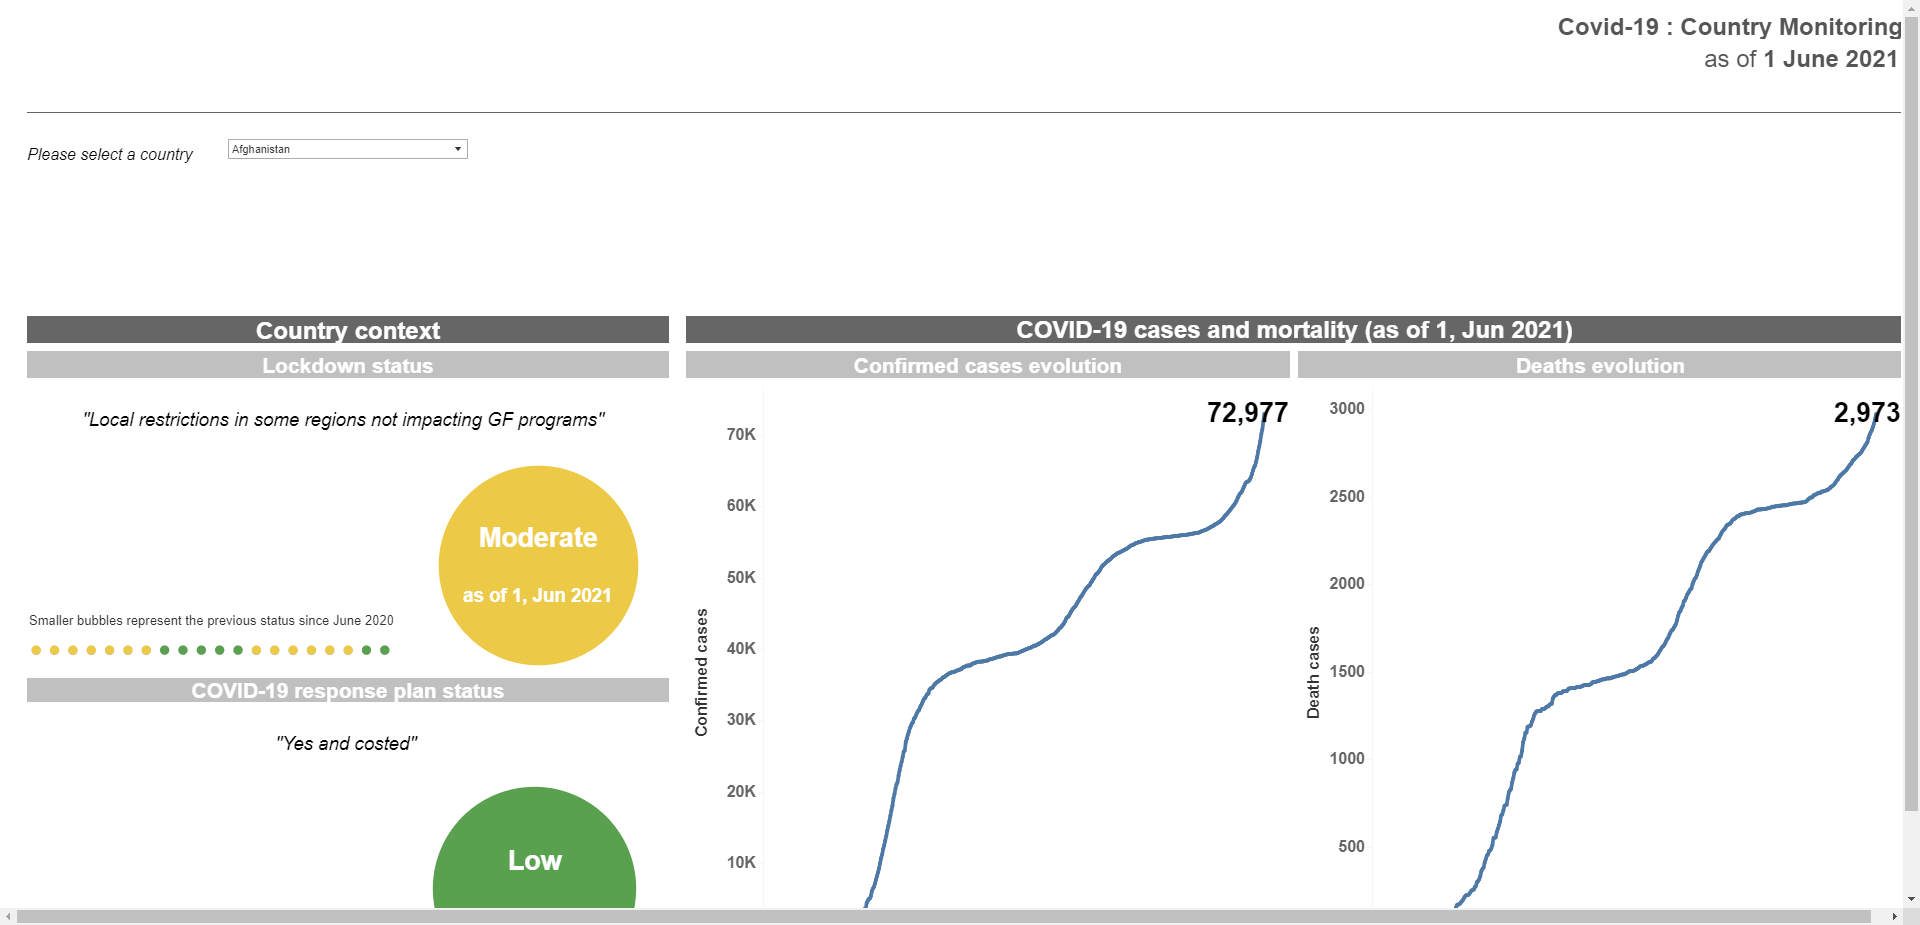 Covid-19 : Country Monitoring
as of 1 June 2021
Please select a country
Afghanistan
Country context
Lockdown status
"Local restrictions in some regions not impacting GF programs"
Moderate
as of 1, Jun 2021
Smaller bubbles represent the previous status since June 2020
COVID-19 response plan status
"Yes and costed"
Low
COVID-19 cases and mortality (as of 1, Jun 2021)
Confirmed cases evolution
72,977
70K
60K
50K
40K
30K
20K
10K
Confirmed cases
Deaths evolution
2,973
3000
2500
2000
1500
1000
500
Death cases